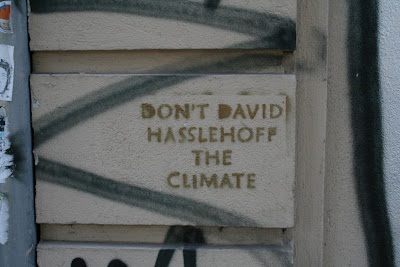 DON'T DAVID
HASSLEHOFF
THE
CLIMATE